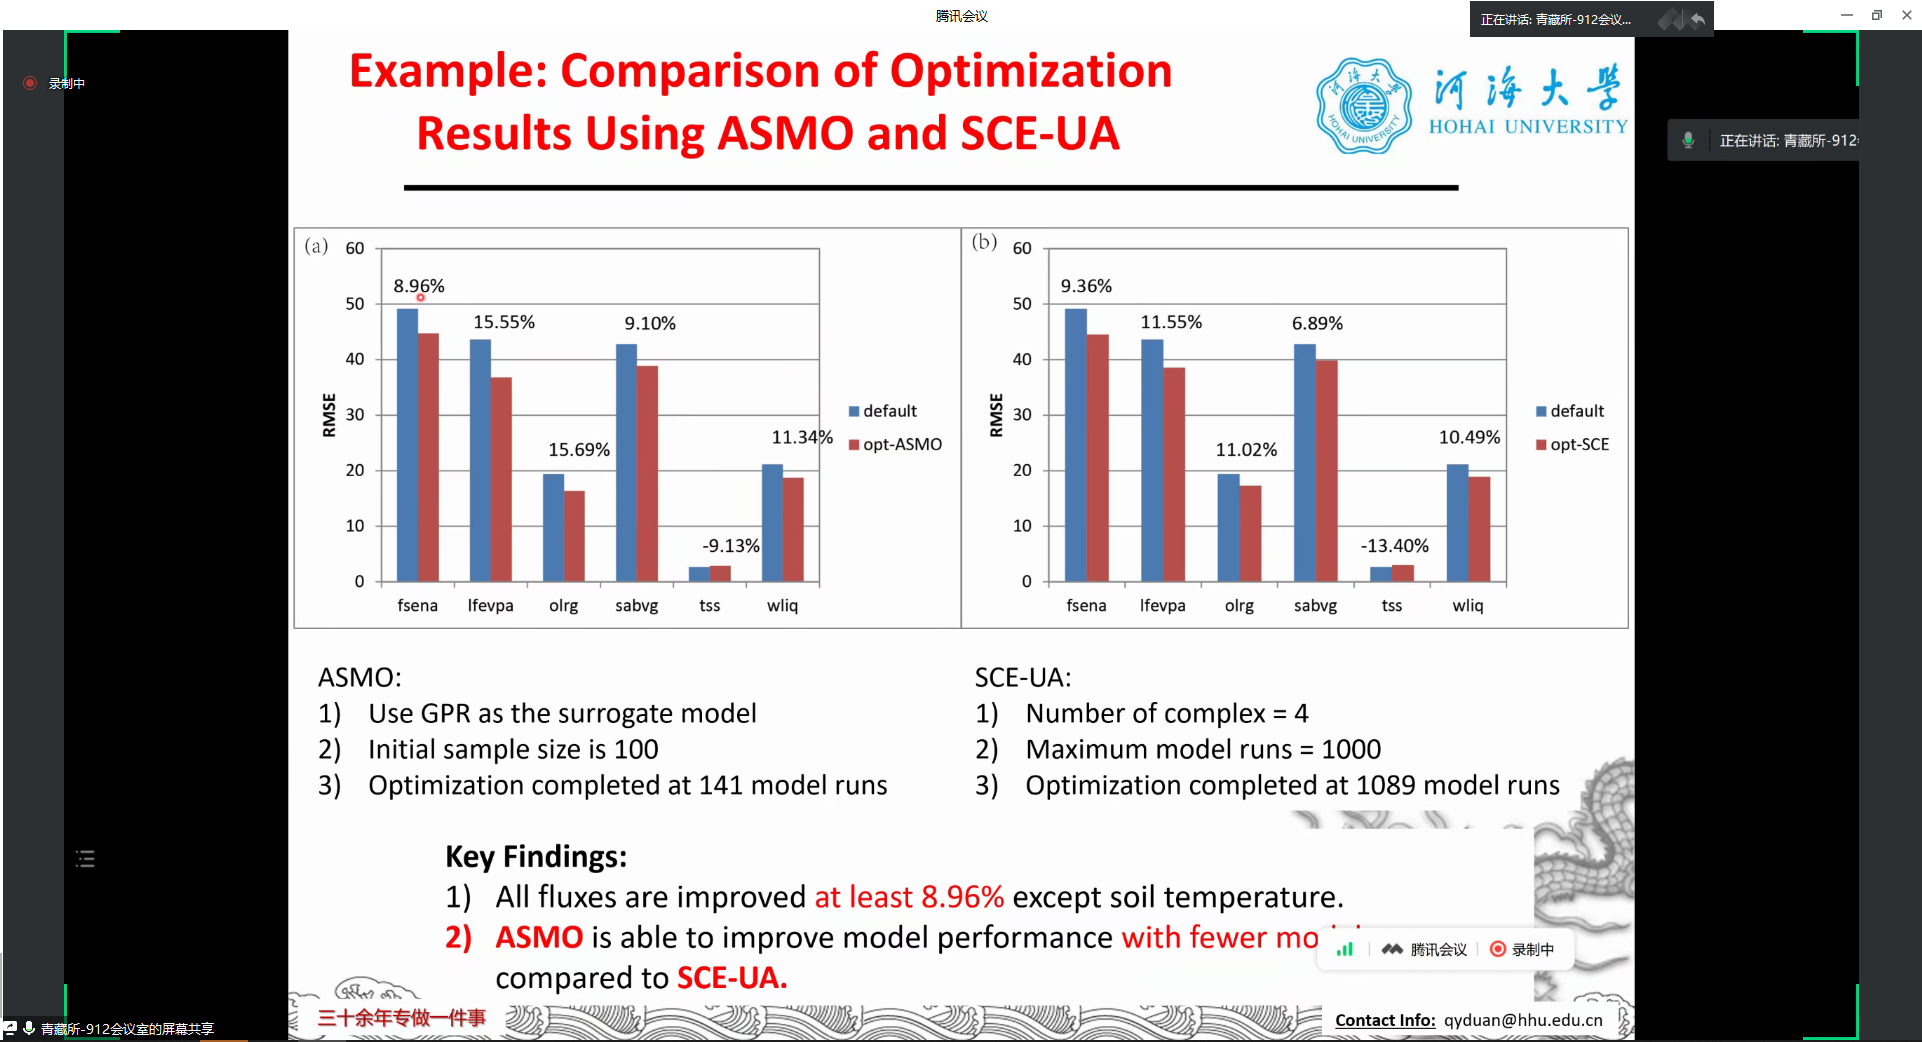 腾讯会议
正在讲话: 青藏所-912会议...
录制中
正在讲话: 青藏所-912
Example: Comparison of Optimization
Results Using ASMO and SCE-UA
河海大学
HOHAI UNIVERSITY
河海大学
HOHAI UNIVERSITY
(a)
60
50
40
30
20
10
0
RMSE
8.96%
15.55%
15.69%
9.10%
-9.13%
11.34%
fsena
lfevpa
olrg
sabvg
tss
wliq
default
opt-ASMO
(b)
60
50
40
30
20
10
0
RMSE
9.36%
11.55%
11.02%
6.89%
-13.40%
10.49%
fsena
lfevpa
olrg
sabvg
tss
wliq
default
opt-SCE
ASMO:
1) Use GPR as the surrogate model
2) Initial sample size is 100
3) Optimization completed at 141 model runs
SCE-UA:
1) Number of complex = 4
2) Maximum model runs = 1000
3) Optimization completed at 1089 model runs
Key Findings:
1) All fluxes are improved at least 8.96% except soil temperature.
2) ASMO is able to improve model performance with fewer
compared to SCE-UA.
腾讯会议
录制中
三十余年专做一件事
Contact Info: qyduan@hhu.edu.cn
青藏所-912会议室的屏幕共享